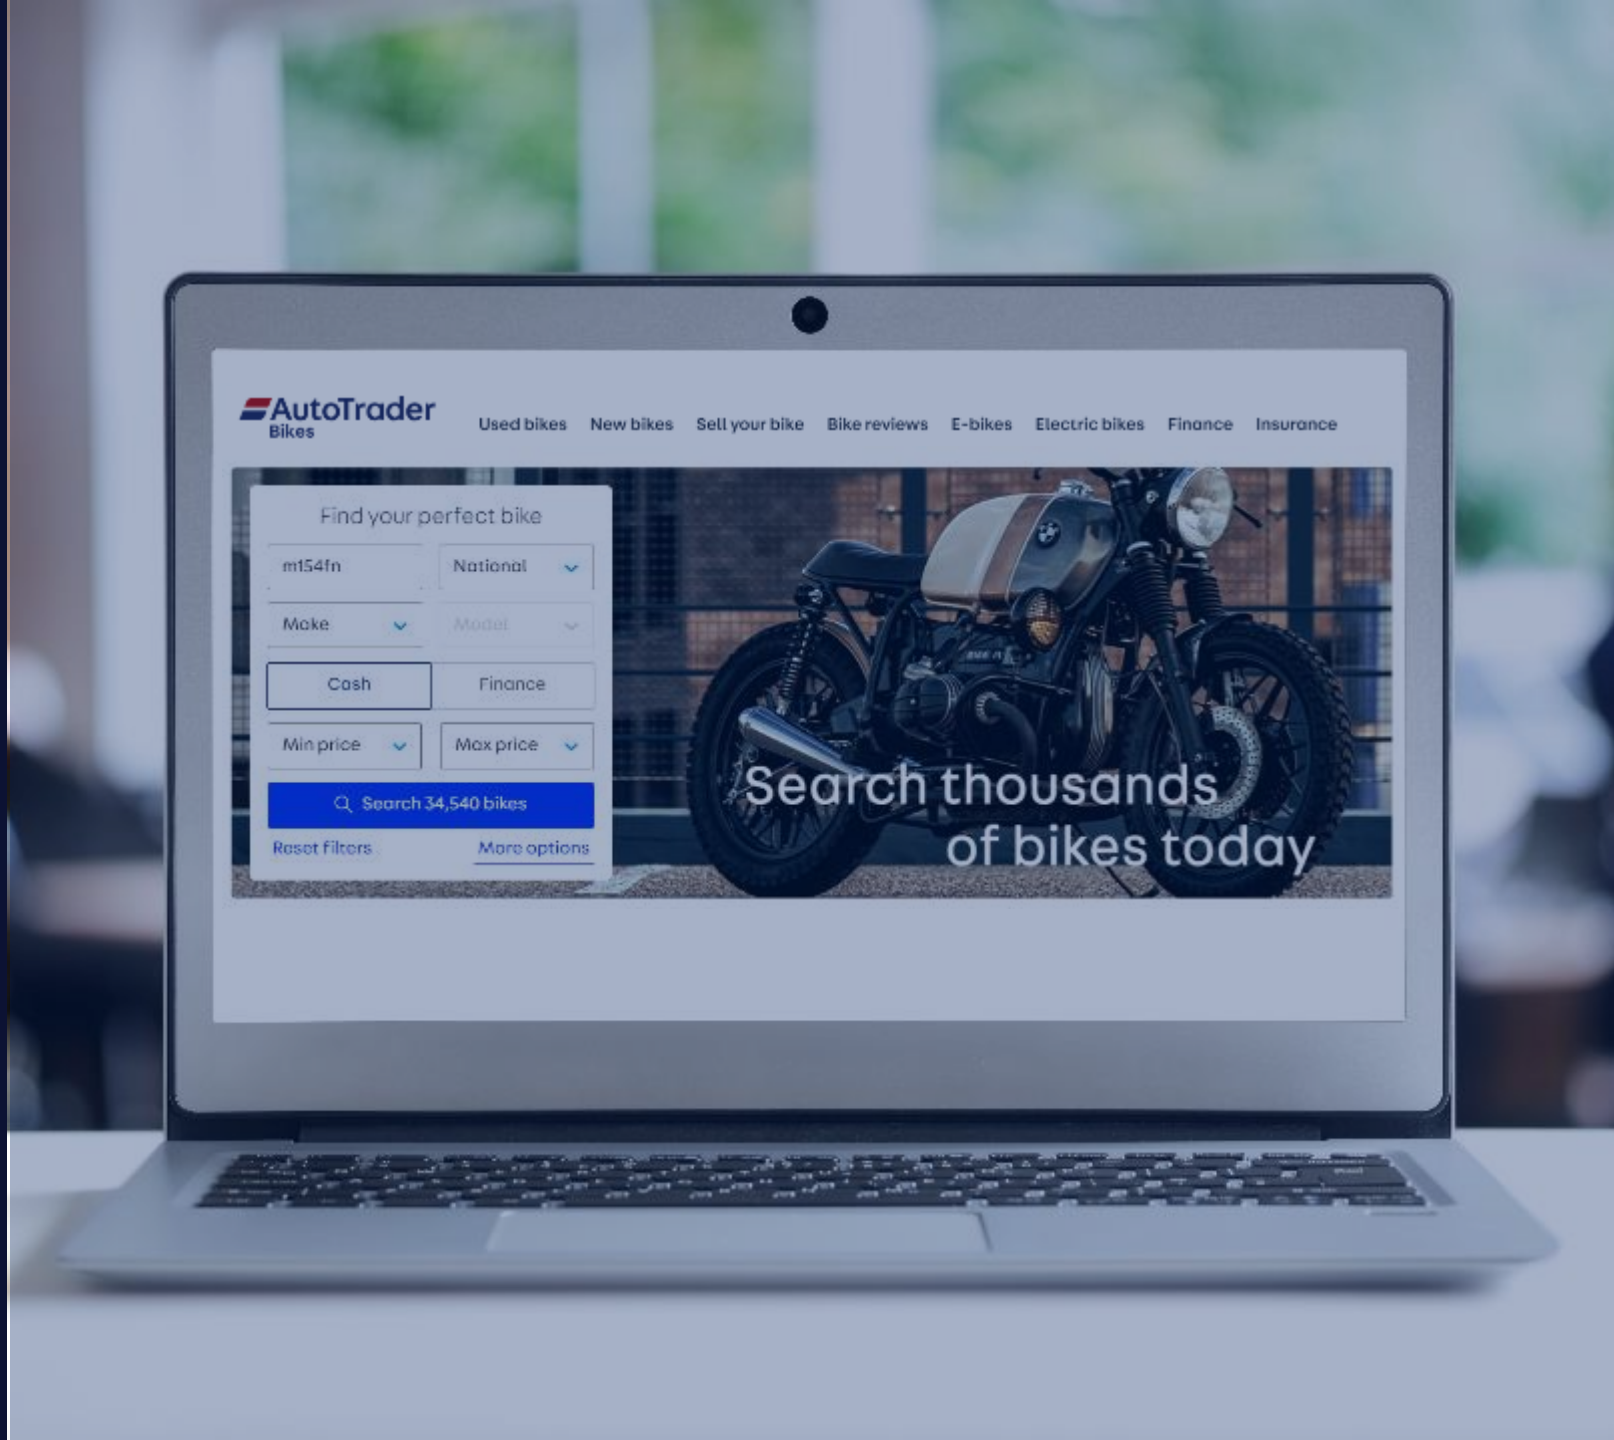 AutoTrader
Bikes
Used bikes New bikes Sell your bike Bike reviews E-bikes Electric bikes Finance Insurance
Find your perfect bike
m154fn National
Make Model
Cash Finance
Min price Max price
Search 34,540 bikes
Reset filters More options
Search thousands
of bikes today